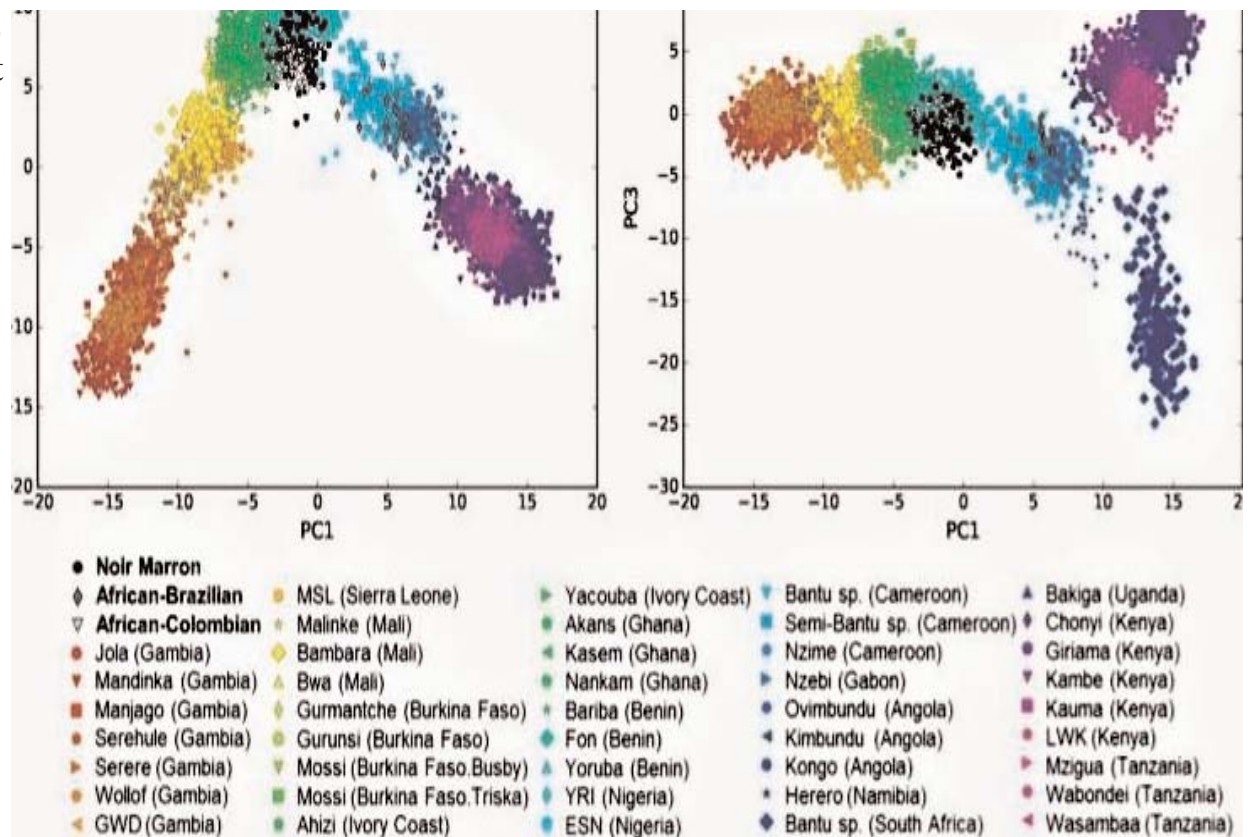 10
5
0
−5
−10
−15
20
−20 −15 −10 −5 0 5 10 15 20
PC1
5
0
−5
−10
−15
−20
−25
−30
PC3
−20 −15 −10 −5 0 5 10 15 2
PC1
Noir Marron
African-Brazilian
African-Colombian
Jola (Gambia)
Mandinka (Gambia)
Manjago (Gambia)
Serehule (Gambia)
Serere (Gambia)
Wollof (Gambia)
GWD (Gambia)
MSL (Sierra Leone)
Malinke (Mali)
Bambara (Mali)
Bwa (Mali)
Gurmantche (Burkina Faso)
Gurunsi (Burkina Faso)
Mossi (Burkina Faso.Busby)
Mossi (Burkina Faso.Triska)
Ahizi (Ivory Coast)
Yacouba (Ivory Coast)
Akans (Ghana)
Kasem (Ghana)
Nankam (Ghana)
Bariba (Benin)
Fon (Benin)
Yoruba (Benin)
YRI (Nigeria)
ESN (Nigeria)
Bantu sp. (Cameroon)
Semi-Bantu sp. (Cameroon)
Nzime (Cameroon)
Nzebi (Gabon)
Ovimbundu (Angola)
Kimbundu (Angola)
Kongo (Angola)
Herero (Namibia)
Bantu sp. (South Africa)
Bakiga (Uganda)
Chonyi (Kenya)
Giriama (Kenya)
Kambe (Kenya)
Kauma (Kenya)
LWK (Kenya)
Mzigua (Tanzania)
Wabondei (Tanzania)
Wasambaa (Tanzania)